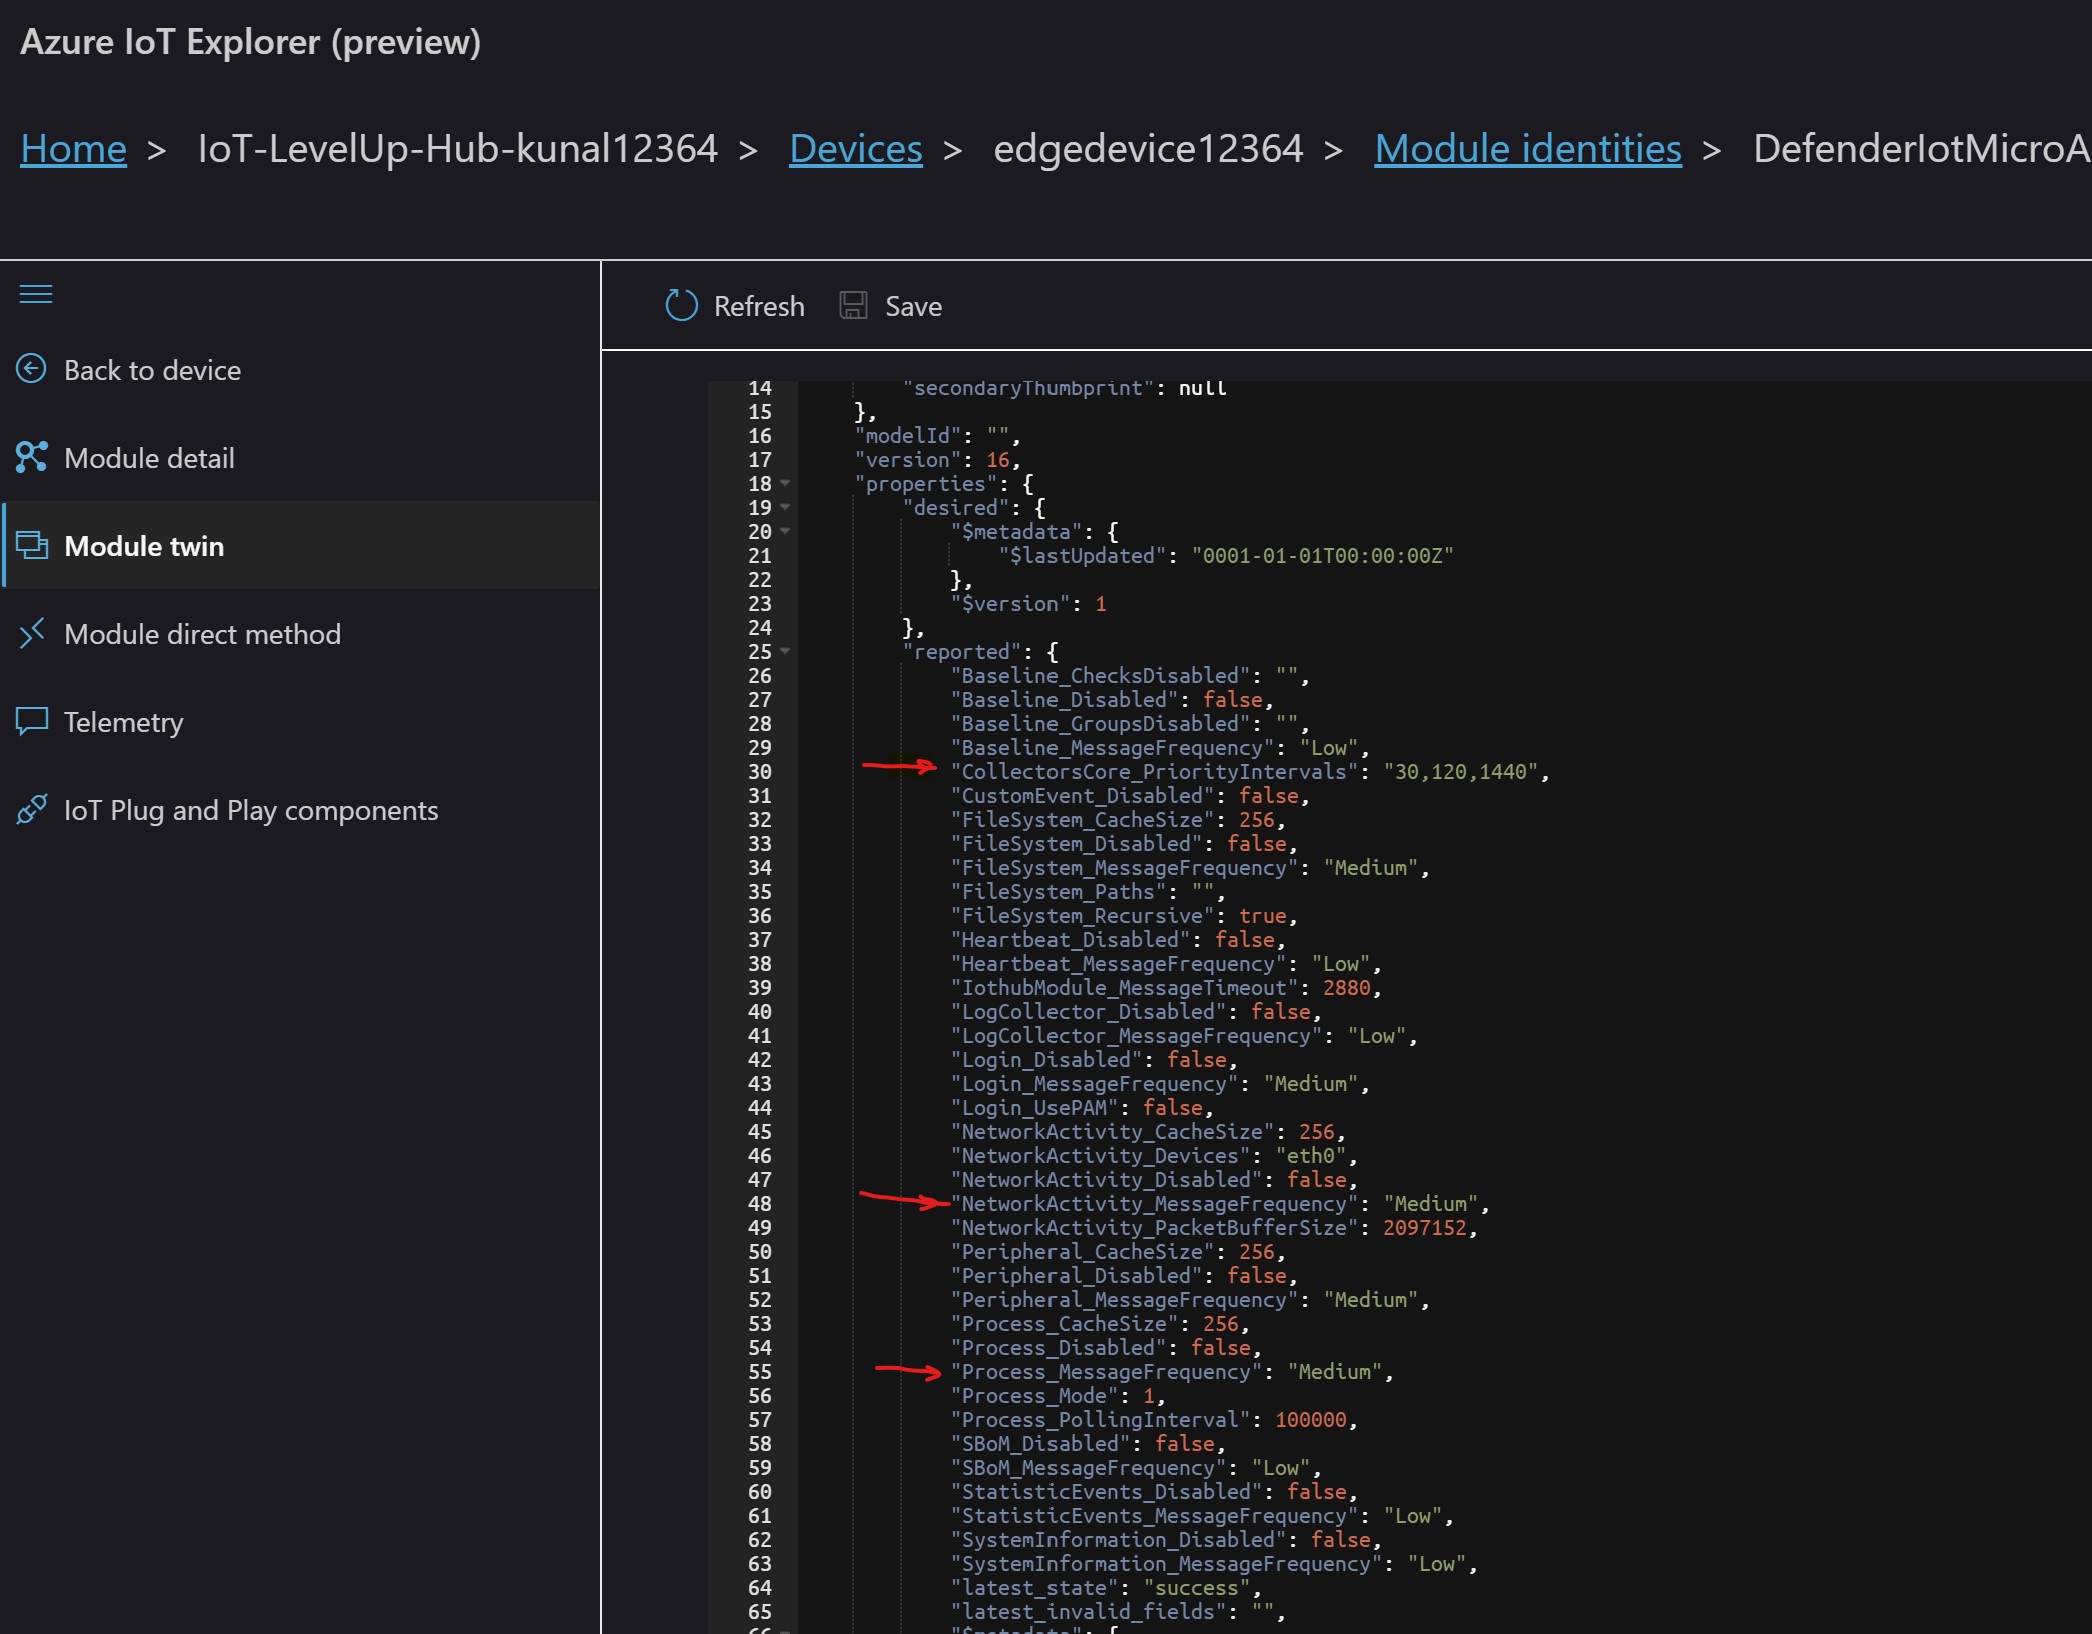 Azure IoT Explorer (preview)
Home > IoT-LevelUp-Hub-kunal12364 > Devices > edgedevice12364 > Module identities > DefenderIotMicroA
Back to device
Module detail
Module twin
Module direct method
Telemetry
IoT Plug and Play components
Refresh Save
14 "secondaryThumbprint": null
15 },
16 "modelId": "",
17 "version": 16,
18 "properties": {
19 "desired": {
20 "$metadata": {
21 "$lastUpdated": "0001-01-01T00:00:00Z"
22 },
23 "$version": 1
24 },
25 "reported": {
26 "Baseline_ChecksDisabled": "",
27 "Baseline_Disabled": false,
28 "Baseline_GroupsDisabled": "",
29 "Baseline_MessageFrequency": "Low",
30 "CollectorsCore_PriorityIntervals": "30,120,1440",
31 "CustomEvent_Disabled": false,
32 "FileSystem_CacheSize": 256,
33 "FileSystem_Disabled": false,
34 "FileSystem_MessageFrequency": "Medium",
35 "FileSystem_Paths": "",
36 "FileSystem_Recursive": true,
37 "Heartbeat_Disabled": false,
38 "Heartbeat_MessageFrequency": "Low",
39 "IothubModule_MessageTimeout": 2880,
40 "LogCollector_Disabled": false,
41 "LogCollector_MessageFrequency": "Low",
42 "Login_Disabled": false,
43 "Login_MessageFrequency": "Medium",
44 "Login_UsePAM": false,
45 "NetworkActivity_CacheSize": 256,
46 "NetworkActivity_Devices": "eth0",
47 "NetworkActivity_Disabled": false,
48 "NetworkActivity_MessageFrequency": "Medium",
49 "NetworkActivity_PacketBufferSize": 2097152,
50 "Peripheral_CacheSize": 256,
51 "Peripheral_Disabled": false,
52 "Peripheral_MessageFrequency": "Medium",
53 "Process_CacheSize": 256,
54 "Process_Disabled": false,
55 "Process_MessageFrequency": "Medium",
56 "Process_Mode": 1,
57 "Process_PollingInterval": 100000,
58 "SBoM_Disabled": false,
59 "SBoM_MessageFrequency": "Low",
60 "StatisticEvents_Disabled": false,
61 "StatisticEvents_MessageFrequency": "Low",
62 "SystemInformation_Disabled": false,
63 "SystemInformation_MessageFrequency": "Low",
64 "latest_state": "success",
65 "latest_invalid_fields": "",
66 "$metadata": {